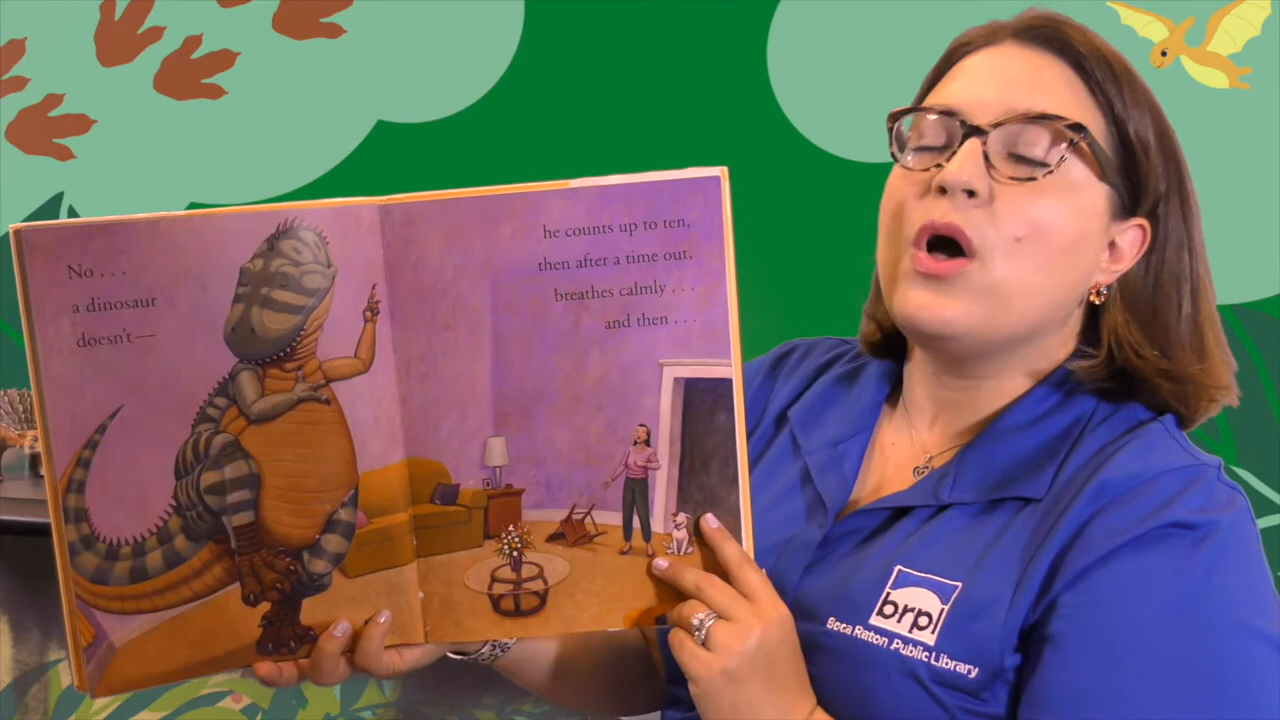 No . . .
a dinosaur
doesn't—
he counts up to ten,
then after a time out,
breathes calmly . . .
and then . . .
brpl
Boca Raton Public Library